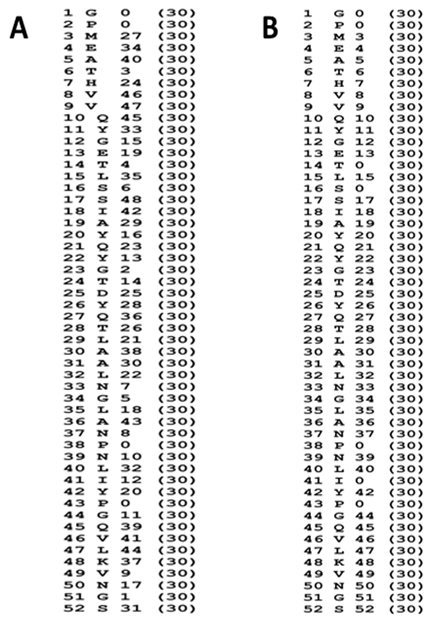 A
1 G 0 (30)
2 P 0 (30)
3 M 27 (30)
4 E 34 (30)
5 A 40 (30)
6 T 3 (30)
7 H 24 (30)
8 V 46 (30)
9 V 47 (30)
10 Q 45 (30)
11 Y 33 (30)
12 G 15 (30)
13 E 19 (30)
14 T 4 (30)
15 L 35 (30)
16 S 6 (30)
17 S 48 (30)
18 I 42 (30)
19 A 29 (30)
20 Y 16 (30)
21 Q 23 (30)
22 Y 13 (30)
23 G 2 (30)
24 T 14 (30)
25 D 25 (30)
26 Y 28 (30)
27 Q 36 (30)
28 T 26 (30)
29 L 21 (30)
30 A 38 (30)
31 A 30 (30)
32 L 22 (30)
33 N 7 (30)
34 G 5 (30)
35 L 18 (30)
36 A 43 (30)
37 N 8 (30)
38 P 0 (30)
39 N 10 (30)
40 L 32 (30)
41 I 12 (30)
42 Y 20 (30)
43 P 0 (30)
44 G 11 (30)
45 Q 39 (30)
46 V 41 (30)
47 L 44 (30)
48 K 37 (30)
49 V 9 (30)
50 N 17 (30)
51 G 1 (30)
52 S 31 (30)
B
1 G 0 (30)
2 P 0 (30)
3 M 3 (30)
4 E 4 (30)
5 A 5 (30)
6 T 6 (30)
7 H 7 (30)
8 V 8 (30)
9 V 9 (30)
10 Q 10 (30)
11 Y 11 (30)
12 G 12 (30)
13 E 13 (30)
14 T 0 (30)
15 L 15 (30)
16 S 0 (30)
17 S 17 (30)
18 I 18 (30)
19 A 19 (30)
20 Y 20 (30)
21 Q 21 (30)
22 Y 22 (30)
23 G 23 (30)
24 T 24 (30)
25 D 25 (30)
26 Y 26 (30)
27 Q 27 (30)
28 T 28 (30)
29 L 29 (30)
30 A 30 (30)
31 A 31 (30)
32 L 32 (30)
33 N 33 (30)
34 G 34 (30)
35 L 35 (30)
36 A 36 (30)
37 N 37 (30)
38 P 0 (30)
39 N 39 (30)
40 L 40 (30)
41 I 0 (30)
42 Y 42 (30)
43 P 0 (30)
44 G 44 (30)
45 Q 45 (30)
46 V 46 (30)
47 L 47 (30)
48 K 48 (30)
49 V 49 (30)
50 N 50 (30)
51 G 51 (30)
52 S 52 (30)